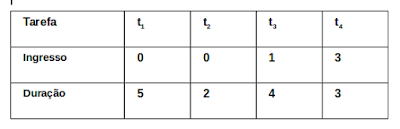 Tarefa t1 t2 t3 t4
Ingresso 0 0 1 3
Duração 5 2 4 3